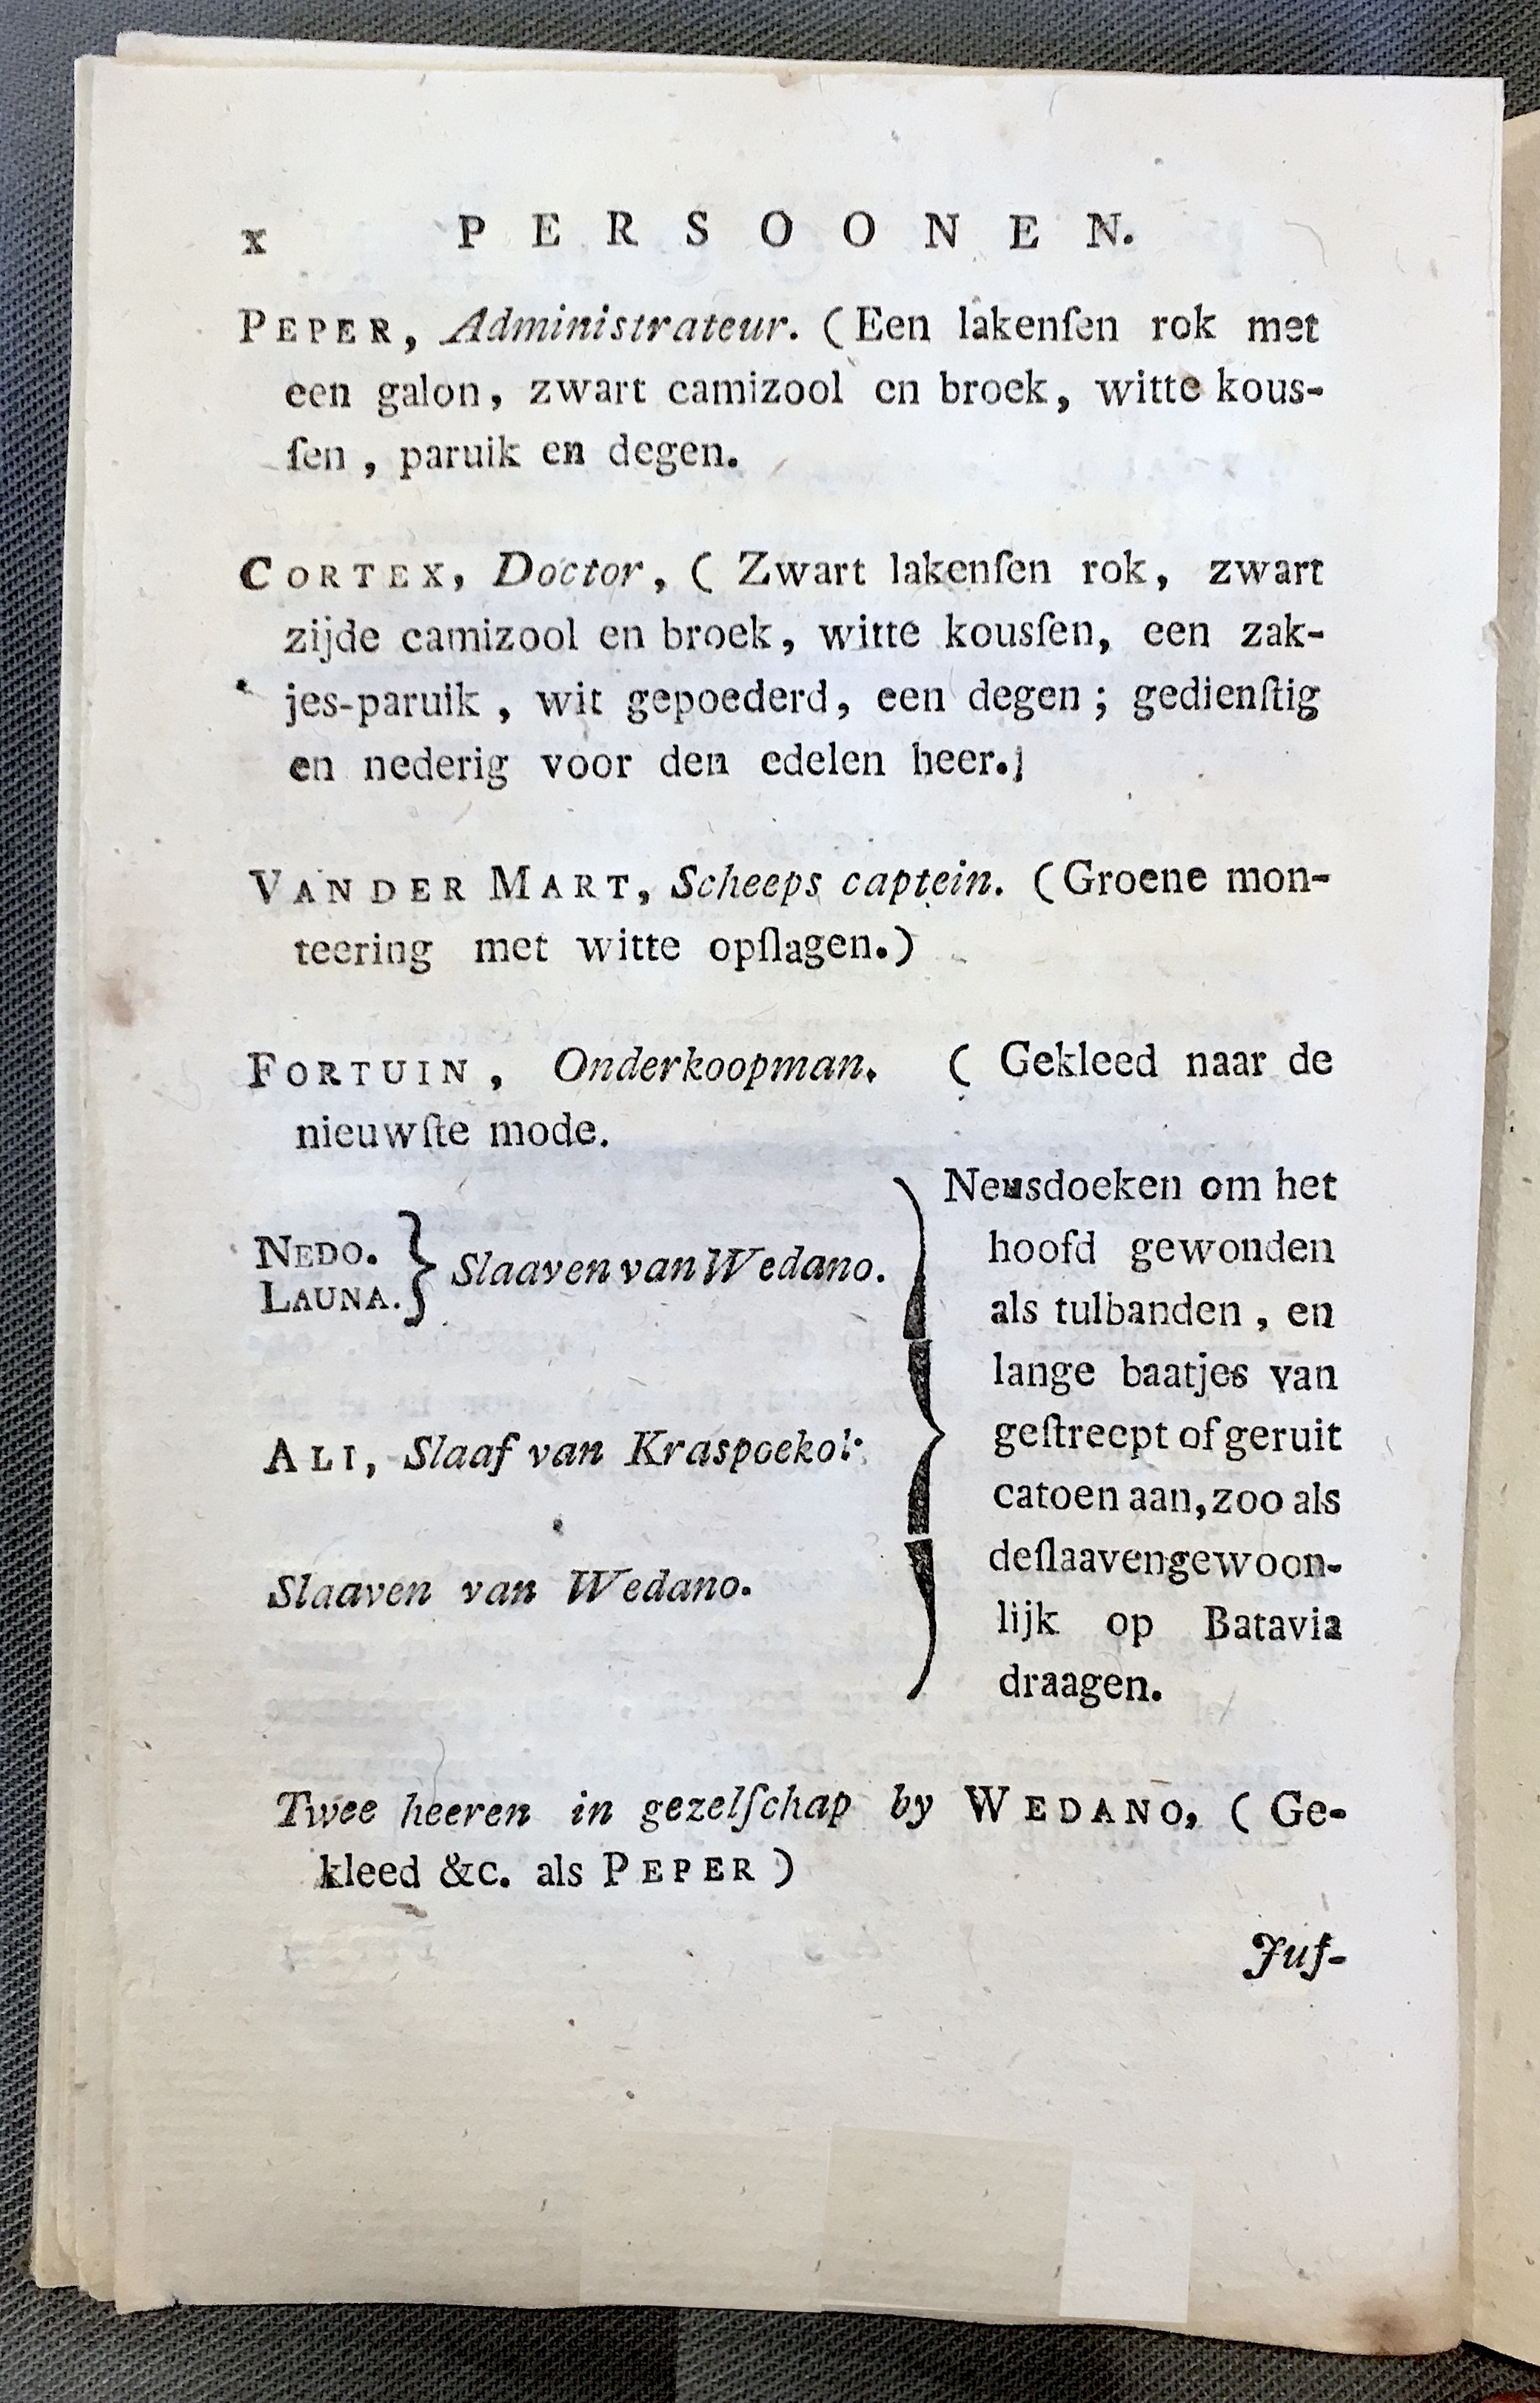 x PERSOONEN.
PEPER, Administrateur. (Een lakenſen rok met
een galon, zwart camizool en broek, witte kous-
ſen, paruik en degen.
CORTEX, Doctor, (Zwart lakenſen rok, zwart
zijde camizool en broek, witte kousſen, een zak-
jes-paruik, wit gepoederd, een degen; gedienſtig
en nederig voor den edelen heer.)
VAN DER MART, Scheeps captein. (Groene mon-
teering met witte opſlagen.)
FORTUIN, Onderkoopman. (Gekleed naar de
nieuwſte mode.
NEDO.
LAUNA. } Slaaven van Wedano.
ALI, Slaaf van Kraspoekol.
Slaaven van Wedano.
Neusdoeken om het
hoofd gewonden
als tulbanden, en
lange baatjes van
geſtreept of geruit
catoen aan, zoo als
de ſlaaven gewoon-
lijk op Batavia
draagen.
Twee heeren in gezelſchap by WEDANO, (Ge-
kleed &c. als PEPER)
Juf-